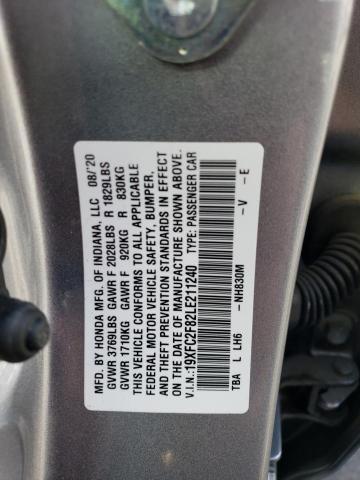 MFD. BY HONDA MFG. OF INDIANA, LLC 08/'20
GVWR 3769LBS GAWR F 2028LBS R 1829LBS
GVWR 1710KG GAWR F 920KG R 830KG
THIS VEHICLE CONFORMS TO ALL APPLICABLE
FEDERAL MOTOR VEHICLE SAFETY, BUMPER,
AND THEFT PREVENTION STANDARDS IN EFFECT
ON THE DATE OF MANUFACTURE SHOWN ABOVE.
V.I.N.:19XFC2F82LE211240 TYPE: PASSENGER CAR
TBA L LH6 -NH830M -V -E